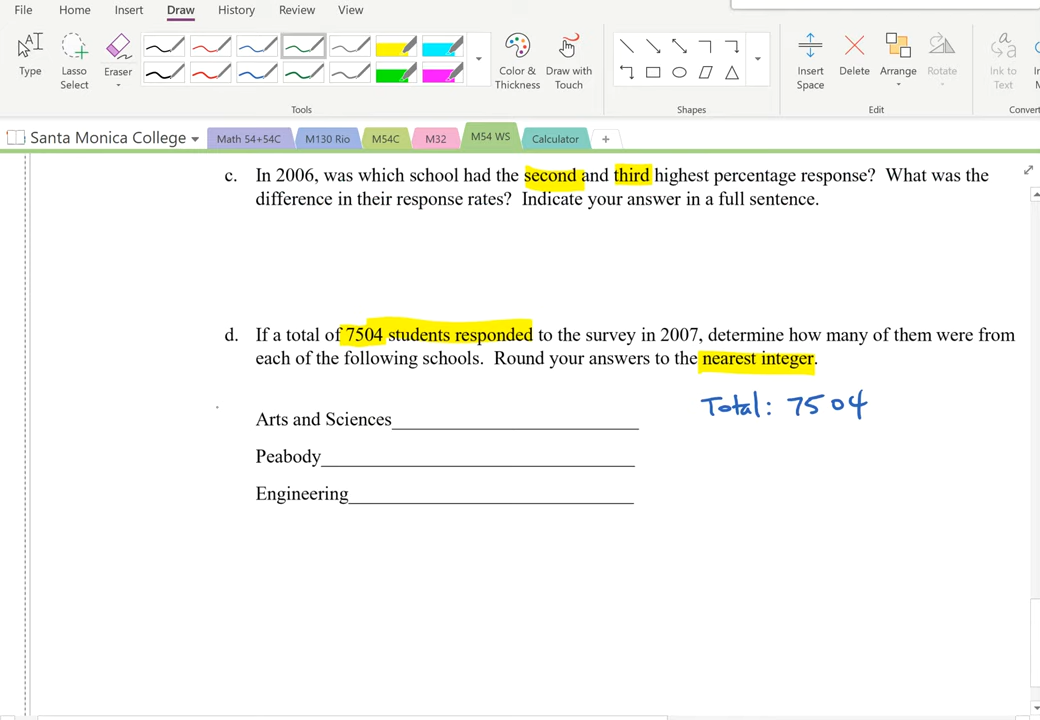 File Home Insert Draw History Review View
Type Lasso Select Eraser Color & Thickness Draw with Touch Insert Space Delete Arrange Rotate Ink to Text
Tools Shapes Edit Convert
Santa Monica College Math 54+54C M130 Rio M54C M32 M54 WS Calculator +
c. In 2006, was which school had the second and third highest percentage response? What was the
difference in their response rates? Indicate your answer in a full sentence.
d. If a total of 7504 students responded to the survey in 2007, determine how many of them were from
each of the following schools. Round your answers to the nearest integer.
Total: 7504
Arts and Sciences
Peabody
Engineering